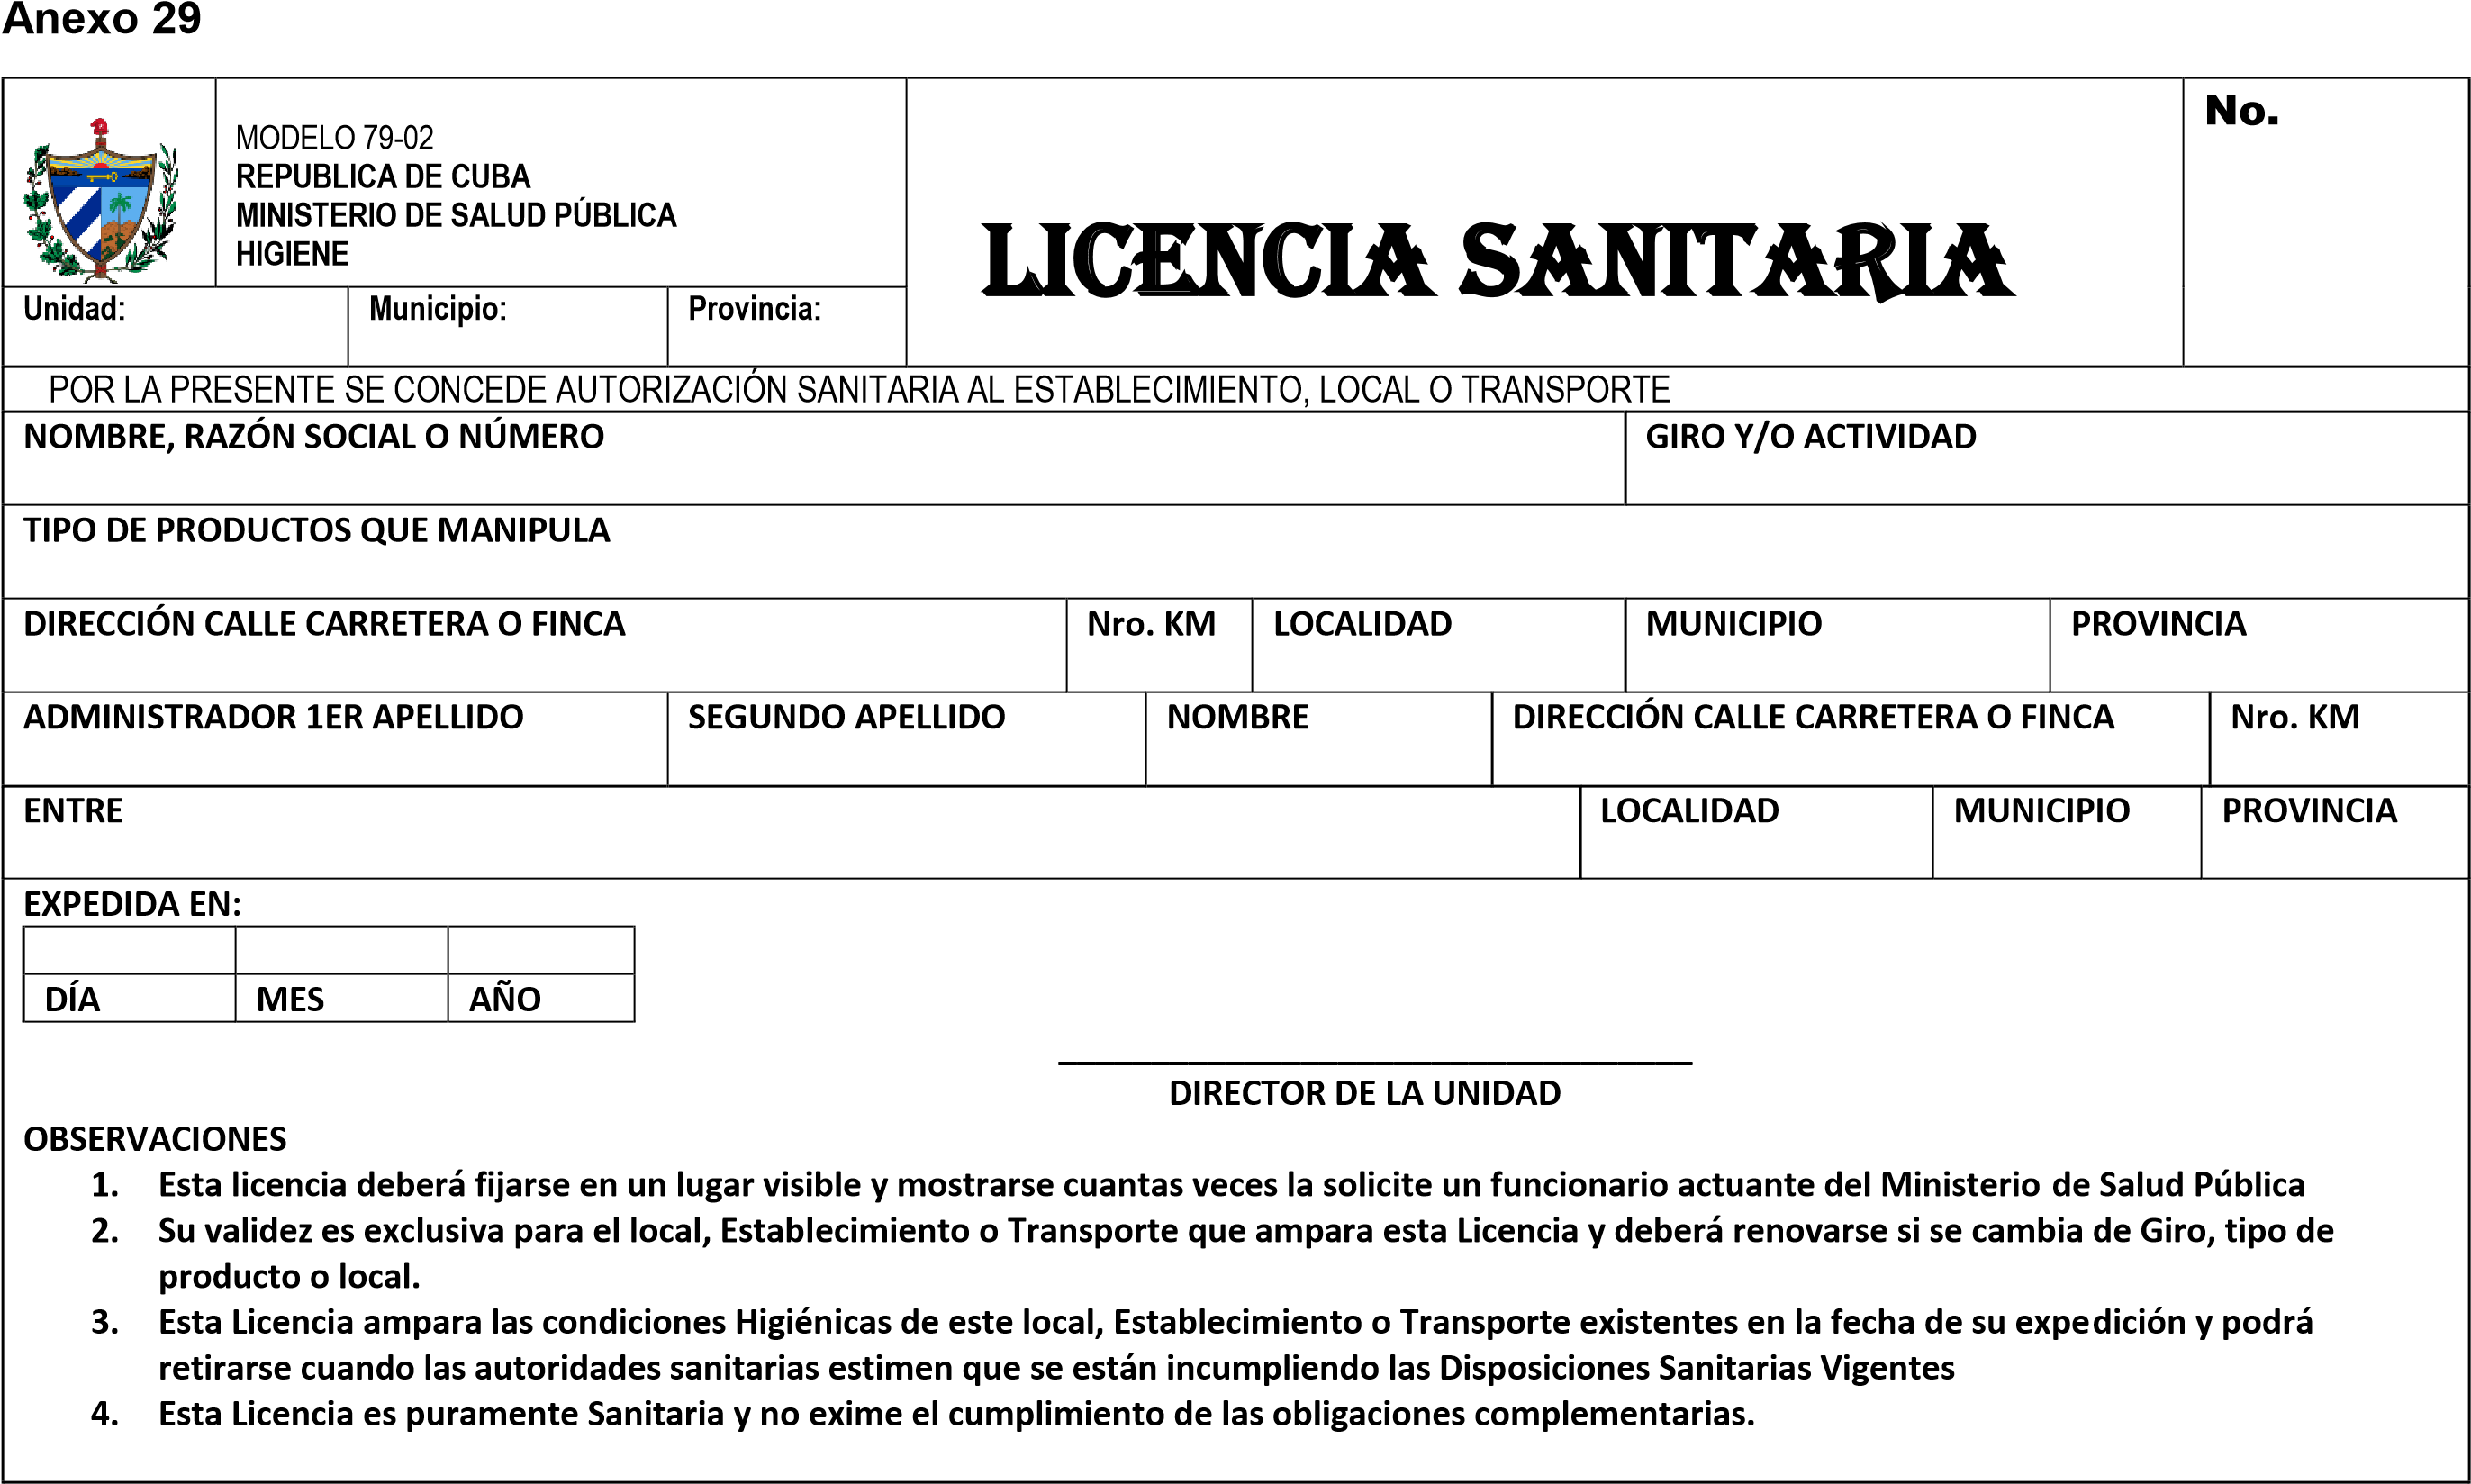 Anexo 29
MODELO 79-02
REPUBLICA DE CUBA
MINISTERIO DE SALUD PÚBLICA
HIGIENE
LICENCIA SANITARIA
No.
Unidad:
Municipio:
Provincia:
POR LA PRESENTE SE CONCEDE AUTORIZACIÓN SANITARIA AL ESTABLECIMIENTO, LOCAL O TRANSPORTE
NOMBRE, RAZÓN SOCIAL O NÚMERO
GIRO Y/O ACTIVIDAD
TIPO DE PRODUCTOS QUE MANIPULA
DIRECCIÓN CALLE CARRETERA O FINCA
Nro. KM
LOCALIDAD
MUNICIPIO
PROVINCIA
ADMINISTRADOR 1ER APELLIDO
SEGUNDO APELLIDO
NOMBRE
DIRECCIÓN CALLE CARRETERA O FINCA
Nro. KM
ENTRE
LOCALIDAD
MUNICIPIO
PROVINCIA
EXPEDIDA EN:
DÍA
MES
AÑO
DIRECTOR DE LA UNIDAD
OBSERVACIONES
1. Esta licencia deberá fijarse en un lugar visible y mostrarse cuantas veces la solicite un funcionario actuante del Ministerio de Salud Pública
2. Su validez es exclusiva para el local, Establecimiento o Transporte que ampara esta Licencia y deberá renovarse si se cambia de Giro, tipo de
producto o local.
3. Esta Licencia ampara las condiciones Higiénicas de este local, Establecimiento o Transporte existentes en la fecha de su expedición y podrá
retirarse cuando las autoridades sanitarias estimen que se están incumpliendo las Disposiciones Sanitarias Vigentes
4. Esta Licencia es puramente Sanitaria y no exime el cumplimiento de las obligaciones complementarias.